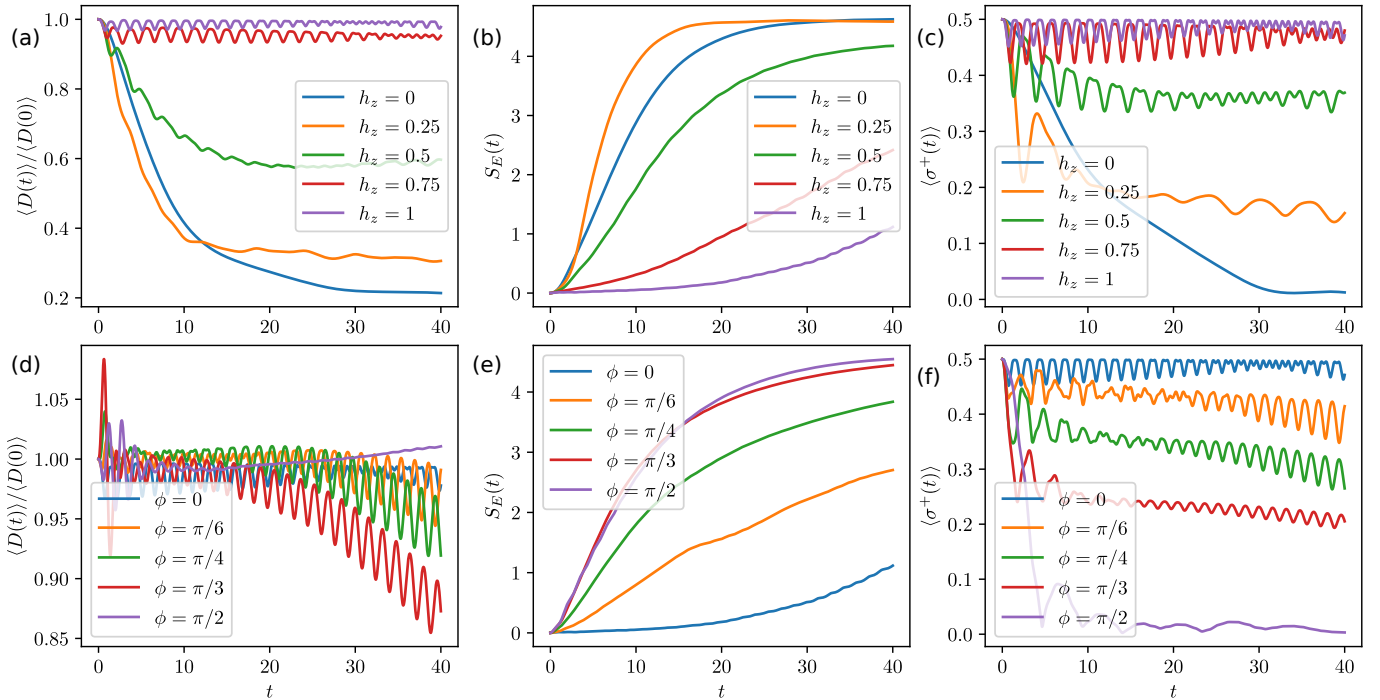 (a)
⟨D(t)⟩/⟨D(0)⟩
1.0
0.8
0.6
0.4
0.2
0 10 20 30 40
h_z = 0
h_z = 0.25
h_z = 0.5
h_z = 0.75
h_z = 1
(b)
S_E(t)
4
3
2
1
0
0 10 20 30 40
h_z = 0
h_z = 0.25
h_z = 0.5
h_z = 0.75
h_z = 1
(c)
⟨σ⁺(t)⟩
0.5
0.4
0.3
0.2
0.1
0.0
0 10 20 30 40
h_z = 0
h_z = 0.25
h_z = 0.5
h_z = 0.75
h_z = 1
(d)
⟨D(t)⟩/⟨D(0)⟩
1.05
1.00
0.95
0.90
0.85
0 10 20 30 40
t
ϕ = 0
ϕ = π/6
ϕ = π/4
ϕ = π/3
ϕ = π/2
(e)
S_E(t)
4
3
2
1
0
0 10 20 30 40
t
ϕ = 0
ϕ = π/6
ϕ = π/4
ϕ = π/3
ϕ = π/2
(f)
⟨σ⁺(t)⟩
0.5
0.4
0.3
0.2
0.1
0.0
0 10 20 30 40
t
ϕ = 0
ϕ = π/6
ϕ = π/4
ϕ = π/3
ϕ = π/2